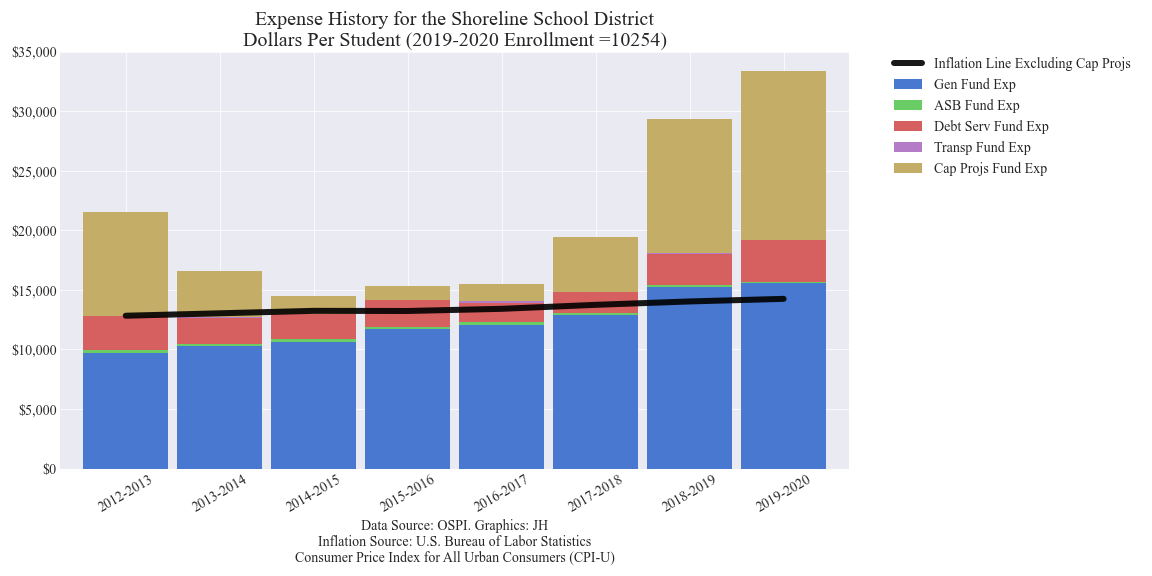 Expense History for the Shoreline School District
Dollars Per Student (2019-2020 Enrollment =10254)
$35,000
$30,000
$25,000
$20,000
$15,000
$10,000
$5,000
$0
2012-2013
2013-2014
2014-2015
2015-2016
2016-2017
2017-2018
2018-2019
2019-2020
Inflation Line Excluding Cap Projs
Gen Fund Exp
ASB Fund Exp
Debt Serv Fund Exp
Transp Fund Exp
Cap Projs Fund Exp
Data Source: OSPI. Graphics: JH
Inflation Source: U.S. Bureau of Labor Statistics
Consumer Price Index for All Urban Consumers (CPI-U)